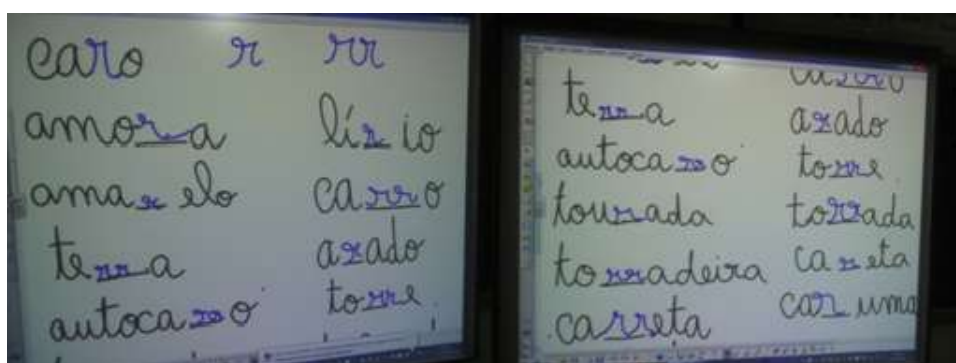 caro r rr
amora lírio
amarelo carro
terra arado
autocarro torre
terra arado
autocarro torre
tourada torrada
torradeira careta
carreta caruma